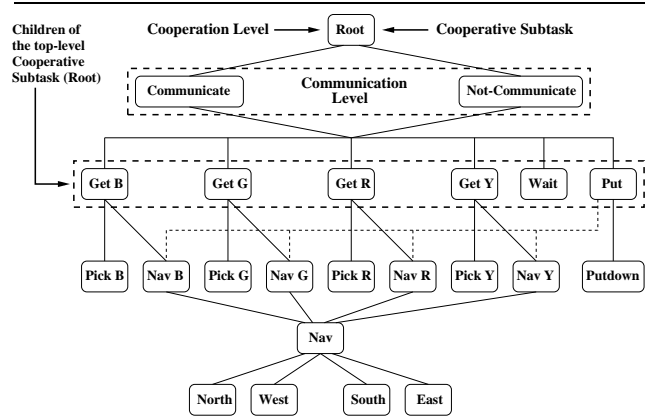 Children of
the top-level
Cooperative
Subtask (Root)
Cooperation Level
Root
Cooperative Subtask
Communicate
Communication
Level
Not-Communicate
Get B
Get G
Get R
Get Y
Wait
Put
Pick B
Nav B
Pick G
Nav G
Pick R
Nav R
Pick Y
Nav Y
Putdown
Nav
North
West
South
East